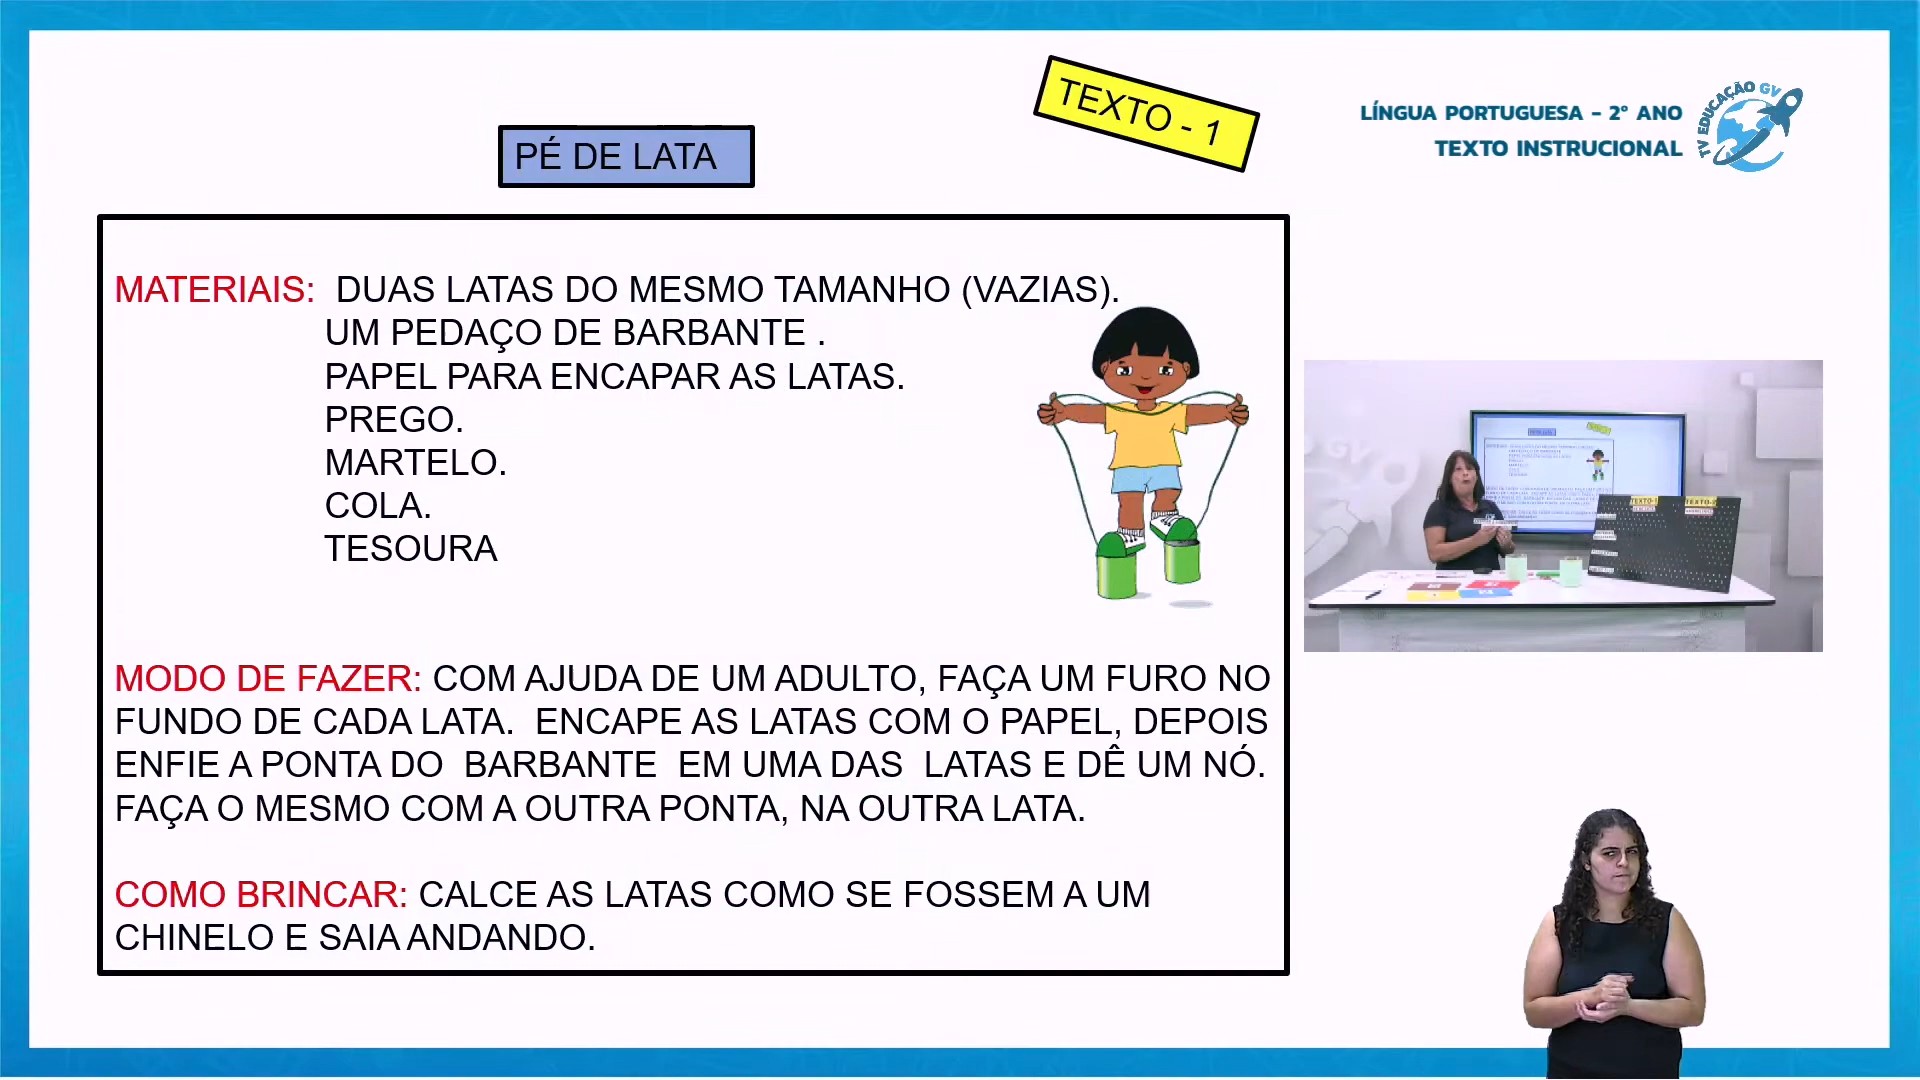 TEXTO - 1
LÍNGUA PORTUGUESA - 2° ANO
TEXTO INSTRUCIONAL
TV EDUCAÇÃO GV
PÉ DE LATA
MATERIAIS: DUAS LATAS DO MESMO TAMANHO (VAZIAS).
UM PEDAÇO DE BARBANTE .
PAPEL PARA ENCAPAR AS LATAS.
PREGO.
MARTELO.
COLA.
TESOURA
MODO DE FAZER: COM AJUDA DE UM ADULTO, FAÇA UM FURO NO
FUNDO DE CADA LATA. ENCAPE AS LATAS COM O PAPEL, DEPOIS
ENFIE A PONTA DO BARBANTE EM UMA DAS LATAS E DÊ UM NÓ.
FAÇA O MESMO COM A OUTRA PONTA, NA OUTRA LATA.
COMO BRINCAR: CALCE AS LATAS COMO SE FOSSEM A UM
CHINELO E SAIA ANDANDO.
TEXTO-1
TEXTO-2